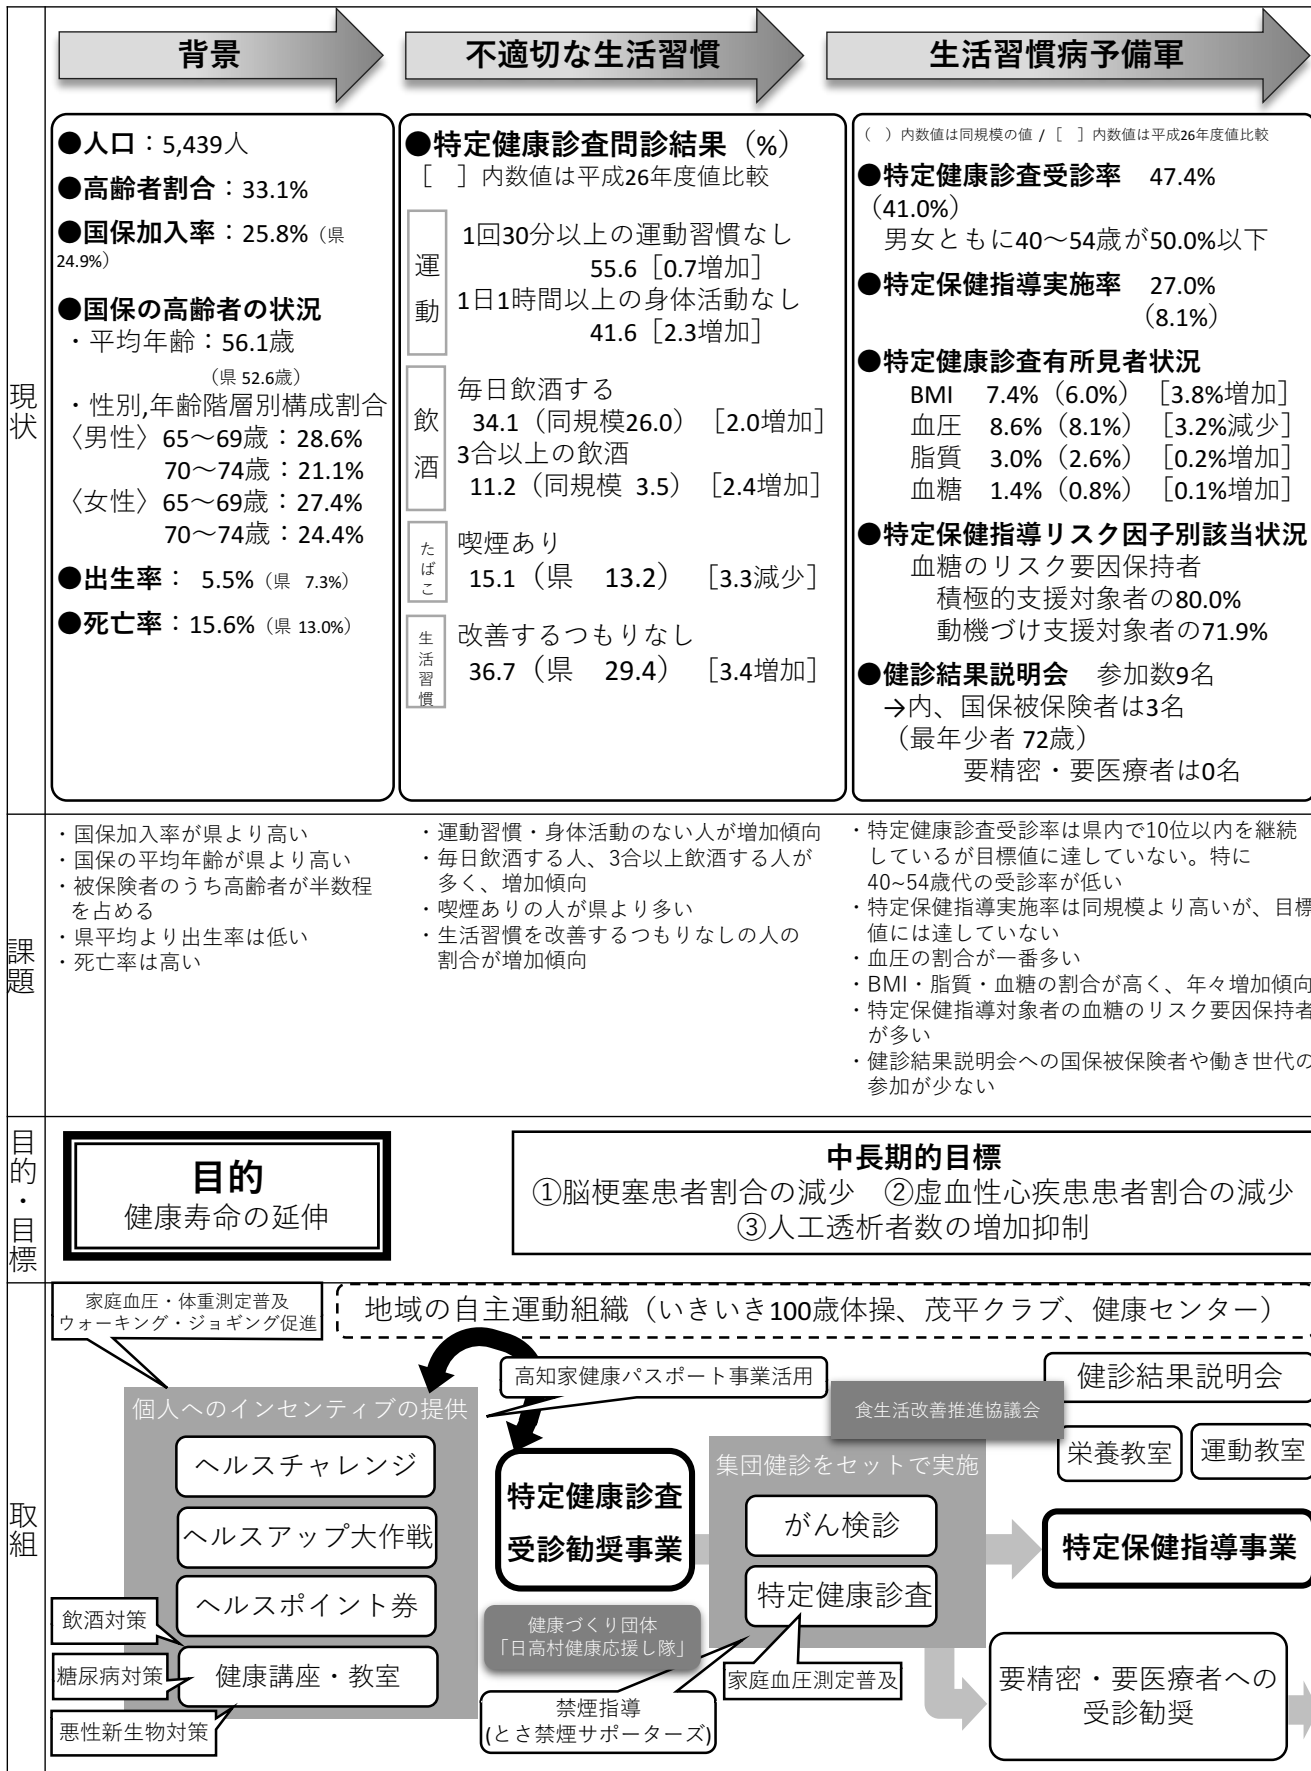 背景
不適切な生活習慣
生活習慣病予備軍
現状
●人口：5,439人
●高齢者割合：33.1%
●国保加入率：25.8%（県
24.9%）
●国保の高齢者の状況
・平均年齢：56.1歳
（県 52.6歳）
・性別,年齢階層別構成割合
〈男性〉65～69歳：28.6%
70～74歳：21.1%
〈女性〉65～69歳：27.4%
70～74歳：24.4%
●出生率： 5.5%（県 7.3%）
●死亡率：15.6%（県 13.0%）
●特定健康診査問診結果（%）
［　］内数値は平成26年度値比較
運動
1回30分以上の運動習慣なし
55.6［0.7増加］
1日1時間以上の身体活動なし
41.6［2.3増加］
飲酒
毎日飲酒する
34.1（同規模26.0）［2.0増加］
3合以上の飲酒
11.2（同規模 3.5）［2.4増加］
たばこ
喫煙あり
15.1（県　13.2）　［3.3減少］
生活習慣
改善するつもりなし
36.7（県　29.4）　［3.4増加］
（　）内数値は同規模の値 /［　］内数値は平成26年度値比較
●特定健康診査受診率　47.4%
（41.0%）
男女ともに40～54歳が50.0%以下
●特定保健指導実施率　27.0%
（8.1%）
●特定健康診査有所見者状況
BMI　7.4%（6.0%）［3.8%増加］
血圧　8.6%（8.1%）［3.2%減少］
脂質　3.0%（2.6%）［0.2%増加］
血糖　1.4%（0.8%）［0.1%増加］
●特定保健指導リスク因子別該当状況
血糖のリスク要因保持者
積極的支援対象者の80.0%
動機づけ支援対象者の71.9%
●健診結果説明会　参加数9名
→内、国保被保険者は3名
（最年少者 72歳）
要精密・要医療者は0名
課題
・国保加入率が県より高い
・国保の平均年齢が県より高い
・被保険者のうち高齢者が半数程
を占める
・県平均より出生率は低い
・死亡率は高い
・運動習慣・身体活動のない人が増加傾向
・毎日飲酒する人、3合以上飲酒する人が
多く、増加傾向
・喫煙ありの人が県より多い
・生活習慣を改善するつもりなしの人の
割合が増加傾向
・特定健康診査受診率は県内で10位以内を継続
しているが目標値に達していない。特に
40~54歳代の受診率が低い
・特定保健指導実施率は同規模より高いが、目標
値には達していない
・血圧の割合が一番多い
・BMI・脂質・血糖の割合が高く、年々増加傾向
・特定保健指導対象者の血糖のリスク要因保持者
が多い
・健診結果説明会への国保被保険者や働き世代の
参加が少ない
目的・目標
目的
健康寿命の延伸
中長期的目標
①脳梗塞患者割合の減少　②虚血性心疾患患者割合の減少
③人工透析者数の増加抑制
取組
家庭血圧・体重測定普及
ウォーキング・ジョギング促進
地域の自主運動組織（いきいき100歳体操、茂平クラブ、健康センター）
高知家健康パスポート事業活用
個人へのインセンティブの提供
ヘルスチャレンジ
ヘルスアップ大作戦
ヘルスポイント券
健康講座・教室
飲酒対策
糖尿病対策
悪性新生物対策
特定健康診査
受診勧奨事業
健康づくり団体
「日高村健康応援し隊」
禁煙指導
(とさ禁煙サポーターズ)
食生活改善推進協議会
集団健診をセットで実施
がん検診
特定健康診査
家庭血圧測定普及
健診結果説明会
栄養教室
運動教室
特定保健指導事業
要精密・要医療者への
受診勧奨